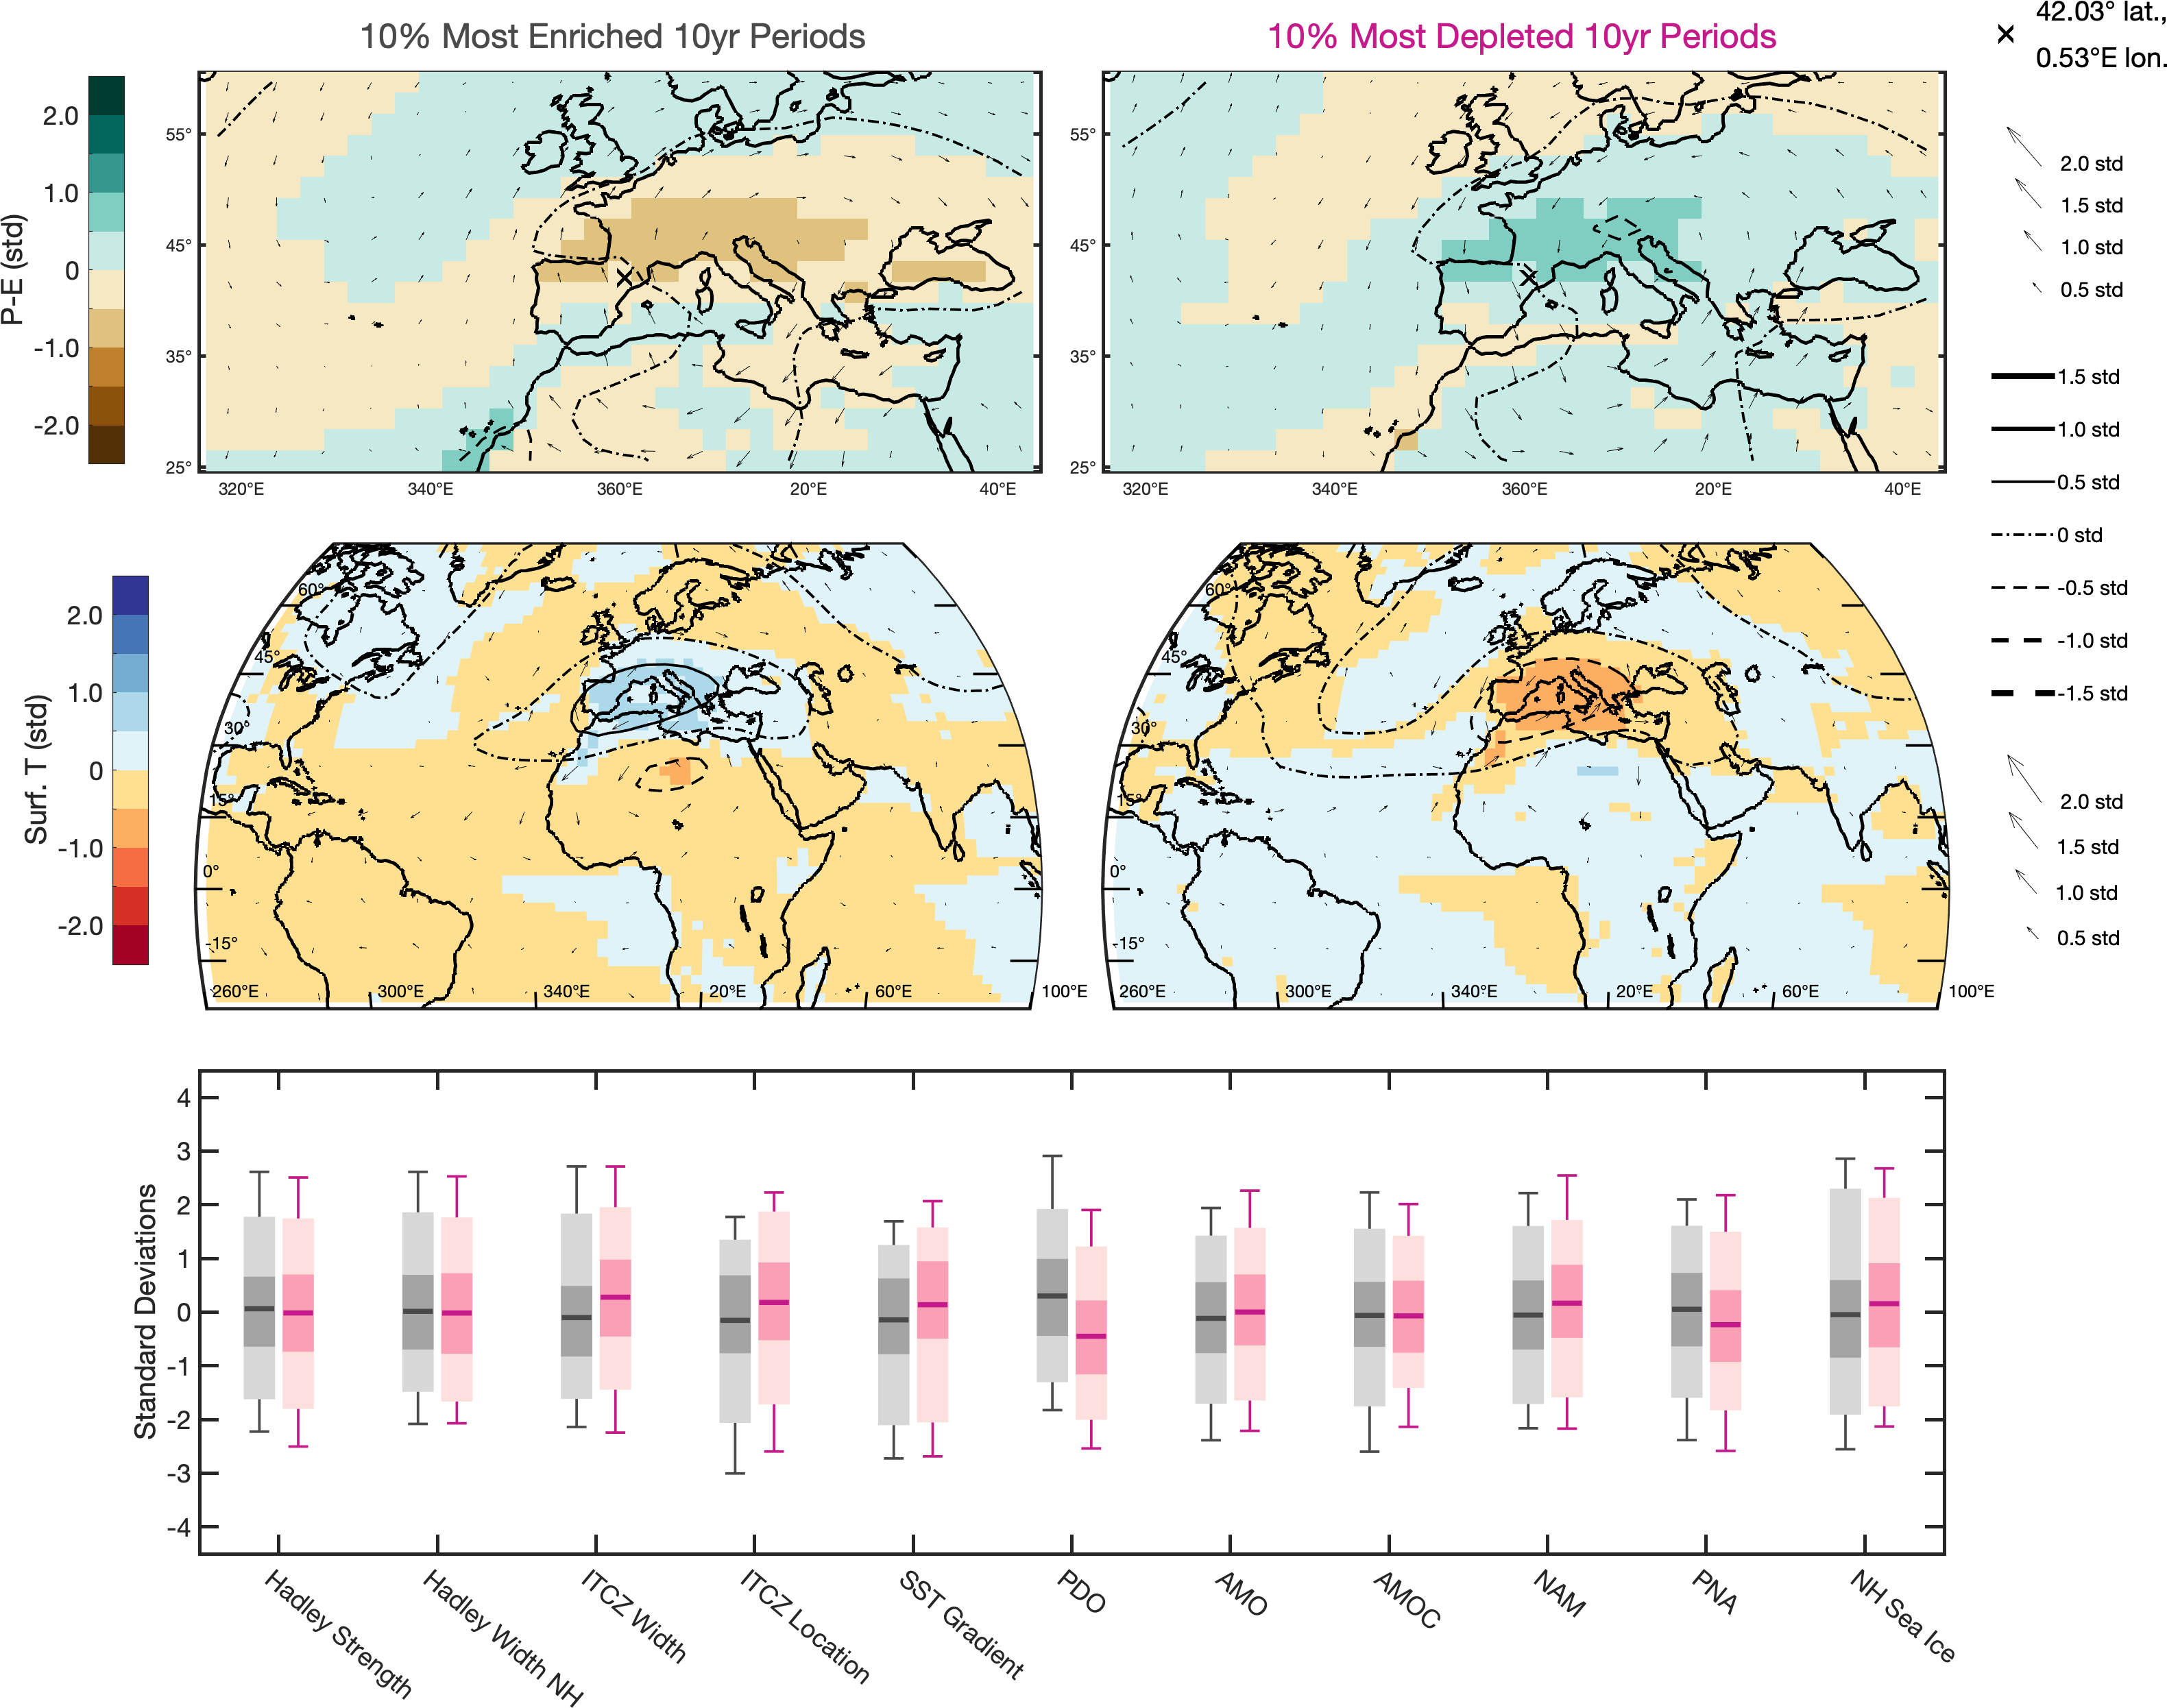 10% Most Enriched 10yr Periods
10% Most Depleted 10yr Periods
42.03° lat.,
0.53°E lon.
P-E (std)
2.0
1.0
0
-1.0
-2.0
55°
45°
35°
25°
320°E 340°E 360°E 20°E 40°E
55°
45°
35°
25°
320°E 340°E 360°E 20°E 40°E
2.0 std
1.5 std
1.0 std
0.5 std
1.5 std
1.0 std
0.5 std
0 std
-0.5 std
-1.0 std
-1.5 std
Surf. T (std)
2.0
1.0
0
-1.0
-2.0
60°
45°
30°
15°
0°
-15°
260°E 300°E 340°E 20°E 60°E 100°E
60°
45°
30°
15°
0°
-15°
260°E 300°E 340°E 20°E 60°E 100°E
2.0 std
1.5 std
1.0 std
0.5 std
Standard Deviations
4
3
2
1
0
-1
-2
-3
-4
Hadley Strength
Hadley Width NH
ITCZ Width
ITCZ Location
SST Gradient
PDO
AMO
AMOC
NAM
PNA
NH Sea Ice